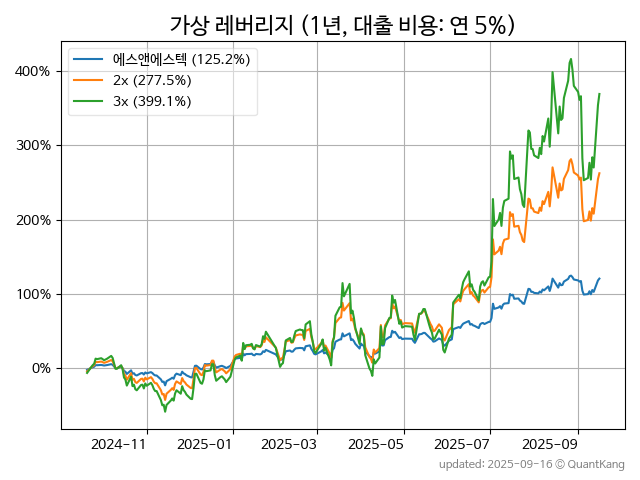 가상 레버리지 (1년, 대출 비용: 연 5%)
에스앤에스텍 (125.2%)
2x (277.5%)
3x (399.1%)
400%
300%
200%
100%
0%
2024-11
2025-01
2025-03
2025-05
2025-07
2025-09
updated: 2025-09-16 © QuantKang